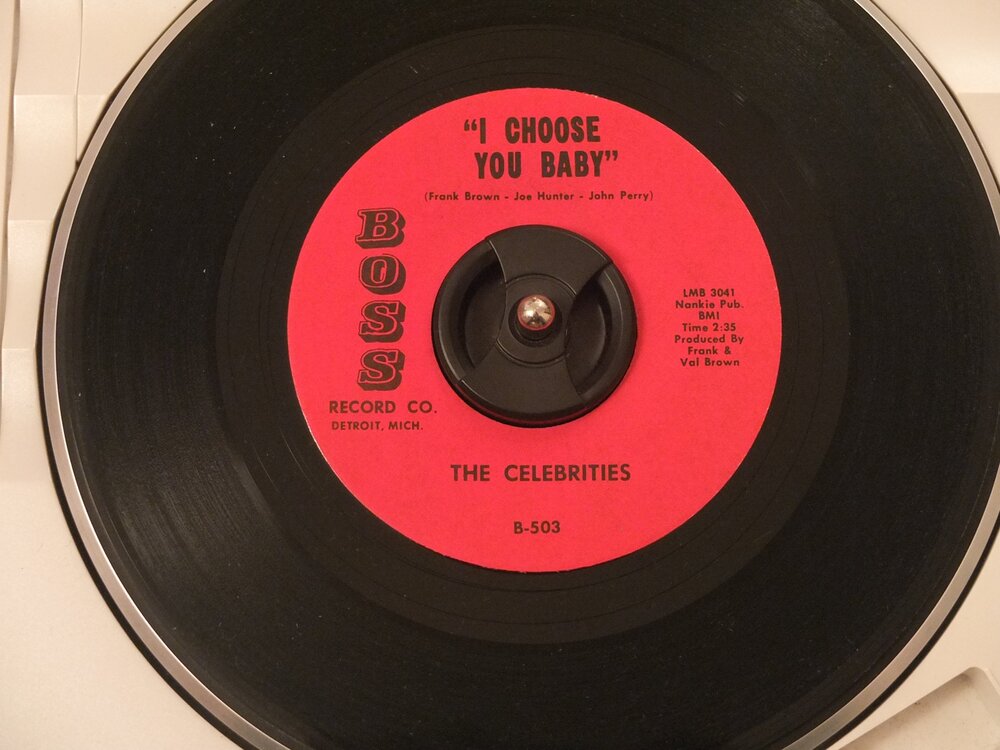 "I CHOOSE
YOU BABY"
(Frank Brown - Joe Hunter - John Perry)
BOSS
RECORD CO.
DETROIT, MICH.
LMB 3041
Nankie Pub.
BMI
Time 2:35
Produced By
Frank &
Val Brown
THE CELEBRITIES
B-503